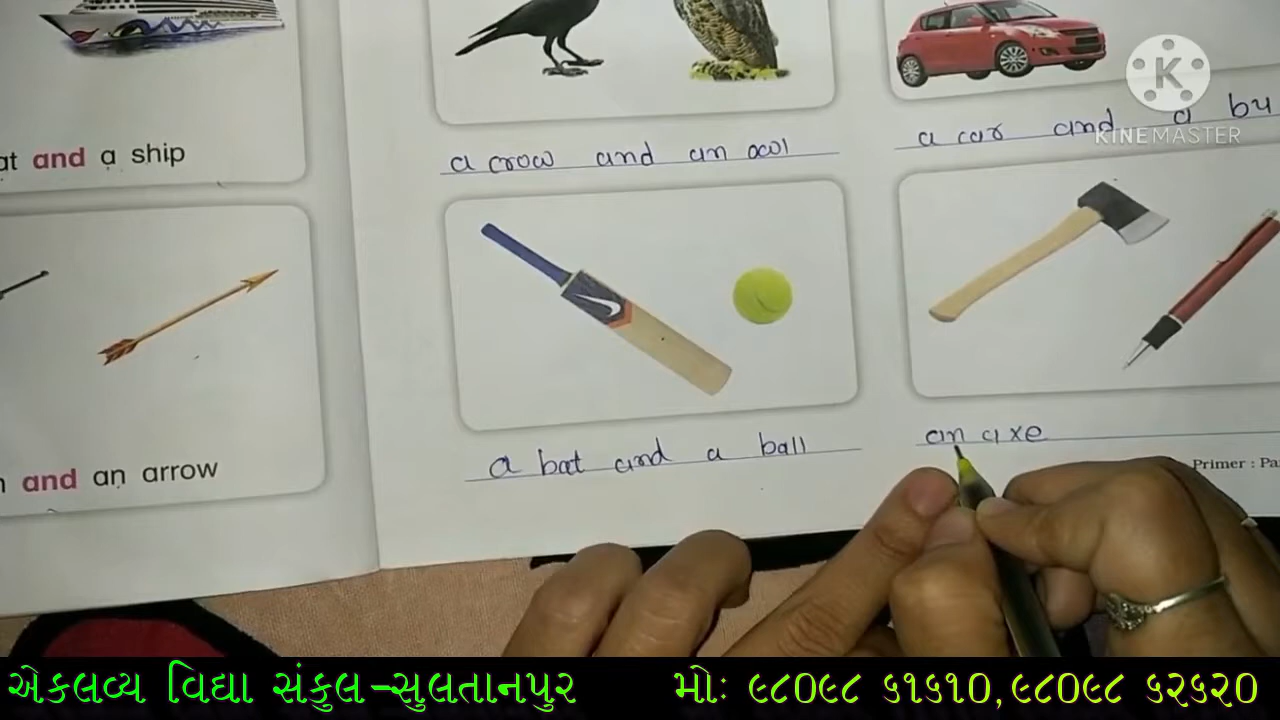 K
KINEMASTER
and a ship
a crow and an owl
a car and a bu
and an arrow
a bat and a ball
an axe
Primer : Pa
એકલવ્ય વિદ્યા સંકુલ-સુલતાનપુર મોઃ ૯૮૦૯૮ ૬૧૬૧૦,૯૮૦૯૮ ૬૨૬૨૦